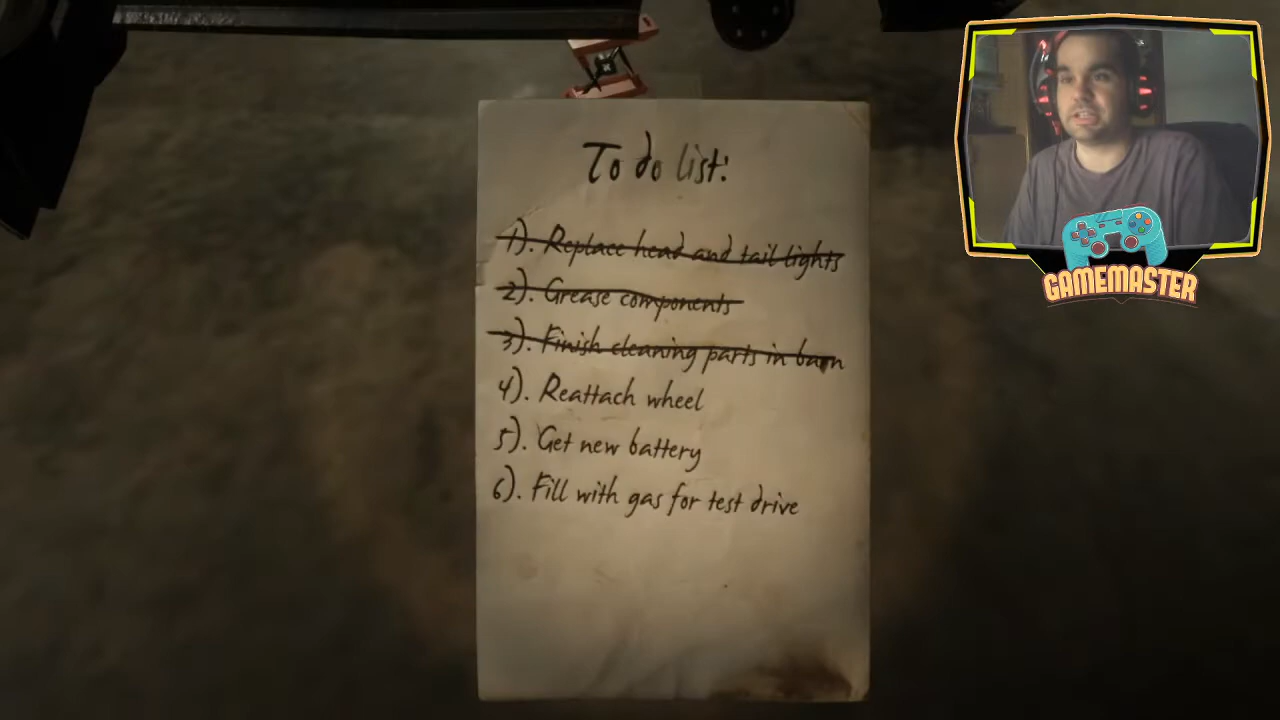 To do list:
1). Replace head and tail lights
2). Grease components
3). Finish cleaning parts in barn
4). Reattach wheel
5). Get new battery
6). Fill with gas for test drive
GAMEMASTER